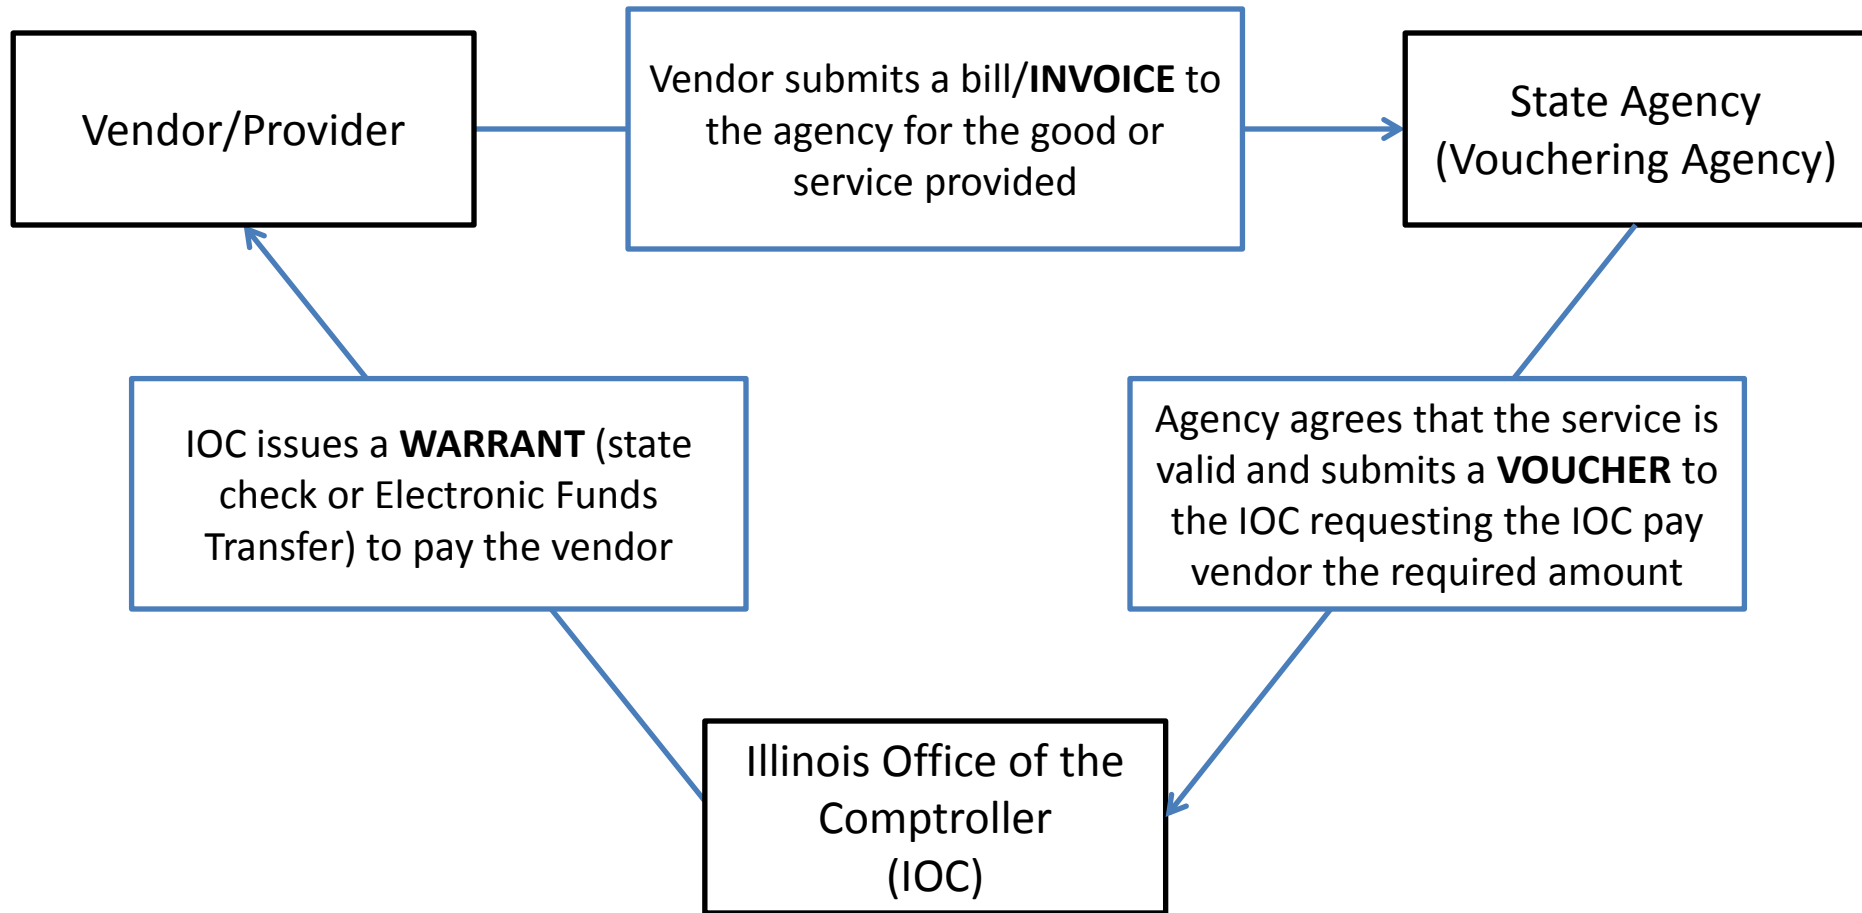 Vendor/Provider
Vendor submits a bill/INVOICE to
the agency for the good or
service provided
State Agency
(Vouchering Agency)
IOC issues a WARRANT (state
check or Electronic Funds
Transfer) to pay the vendor
Agency agrees that the service is
valid and submits a VOUCHER to
the IOC requesting the IOC pay
vendor the required amount
Illinois Office of the
Comptroller
(IOC)